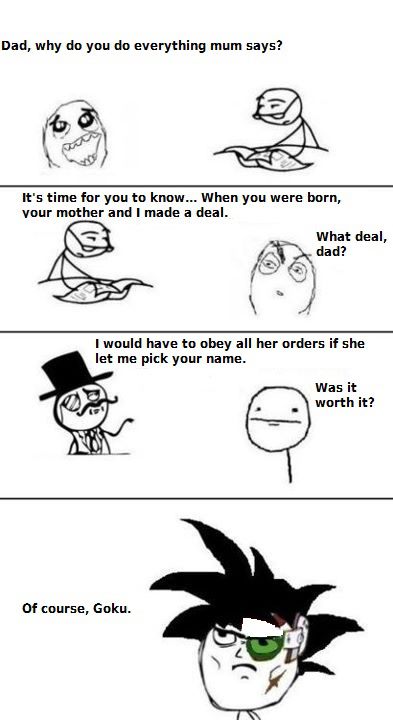 Dad, why do you do everything mum says?
It's time for you to know... When you were born,
your mother and I made a deal.
What deal,
dad?
I would have to obey all her orders if she
let me pick your name.
Was it
worth it?
Of course, Goku.